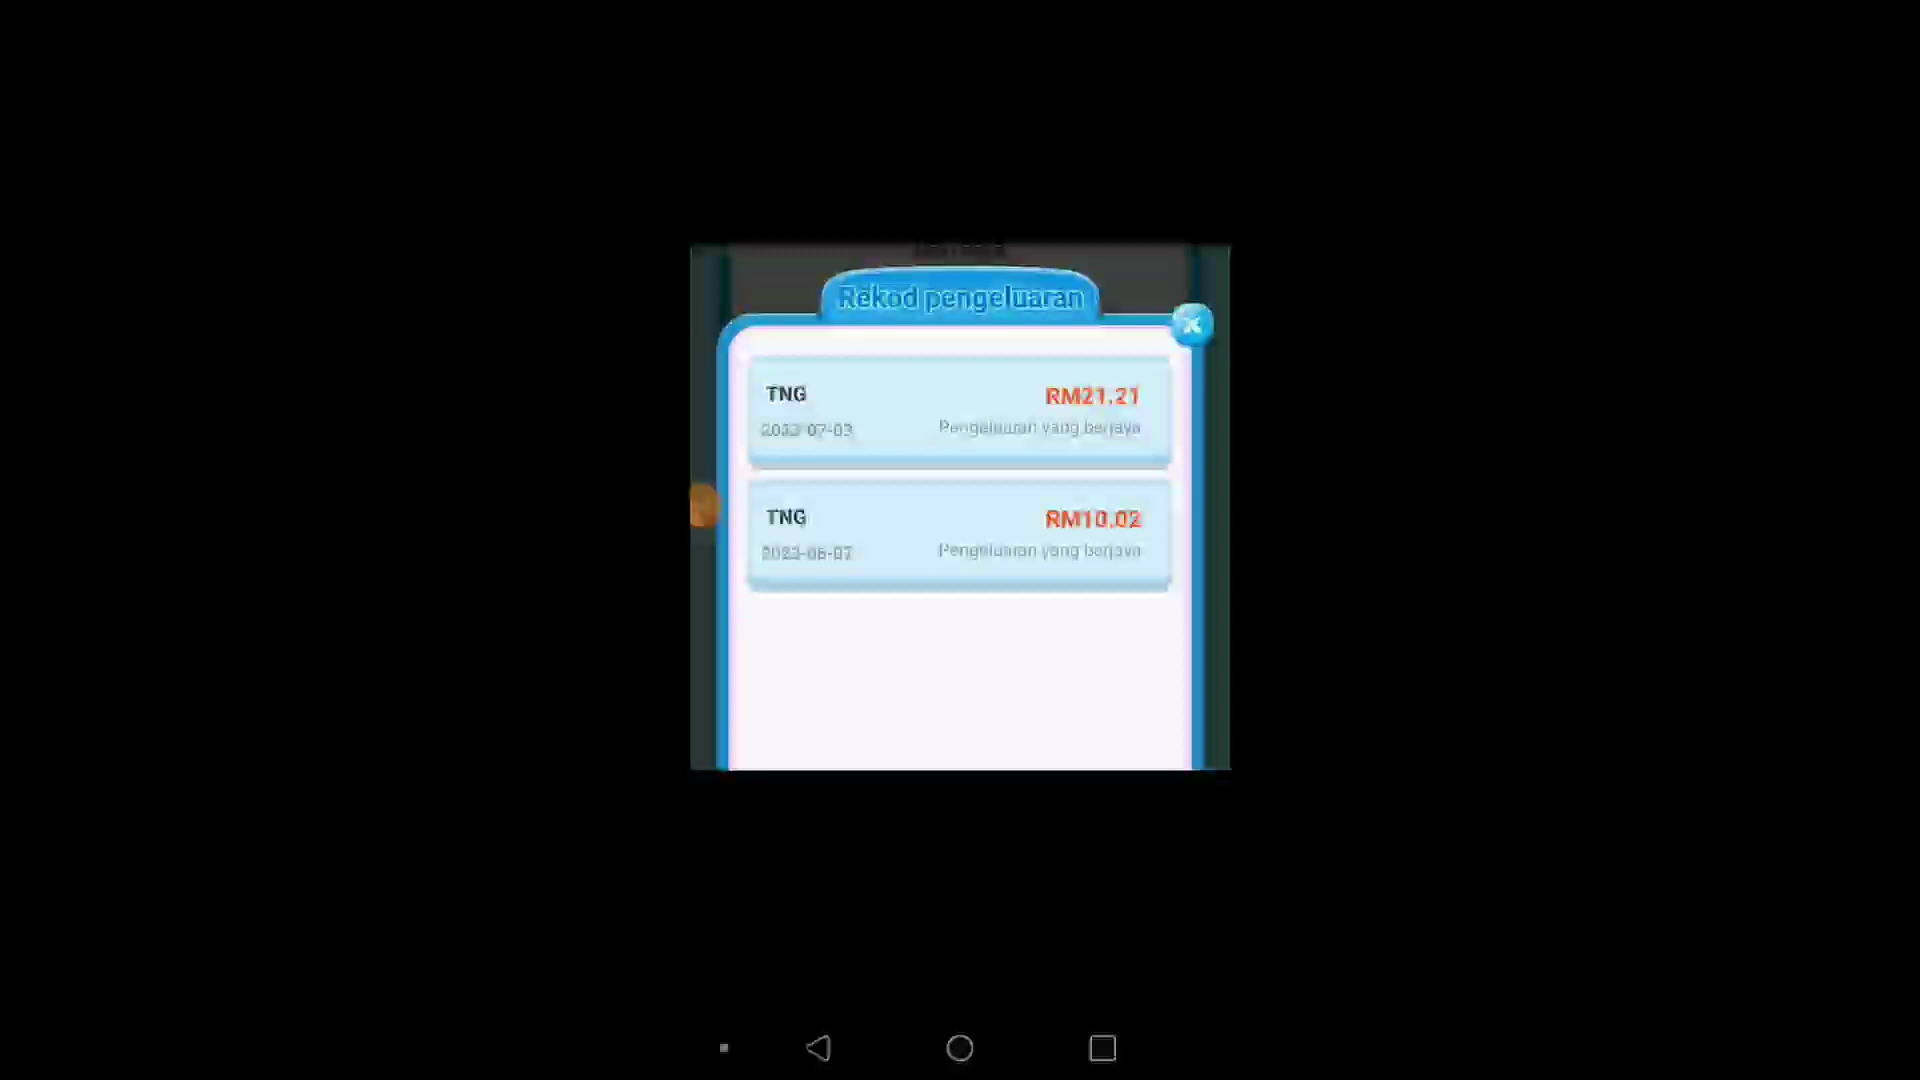 Rekod pengeluaran
TNG
RM21.21
Pengeluaran yang berjaya
TNG
RM10.02
Pengeluaran yang berjaya